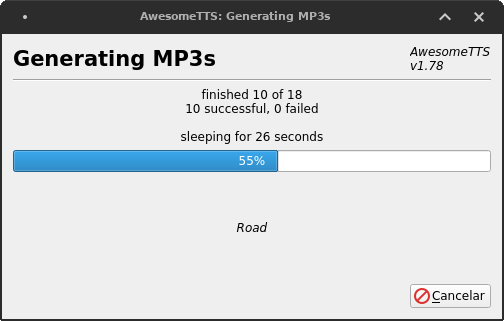 AwesomeTTS: Generating MP3s
Generating MP3s
AwesomeTTS
v1.78
finished 10 of 18
10 successful, 0 failed
sleeping for 26 seconds
55%
Road
Cancelar